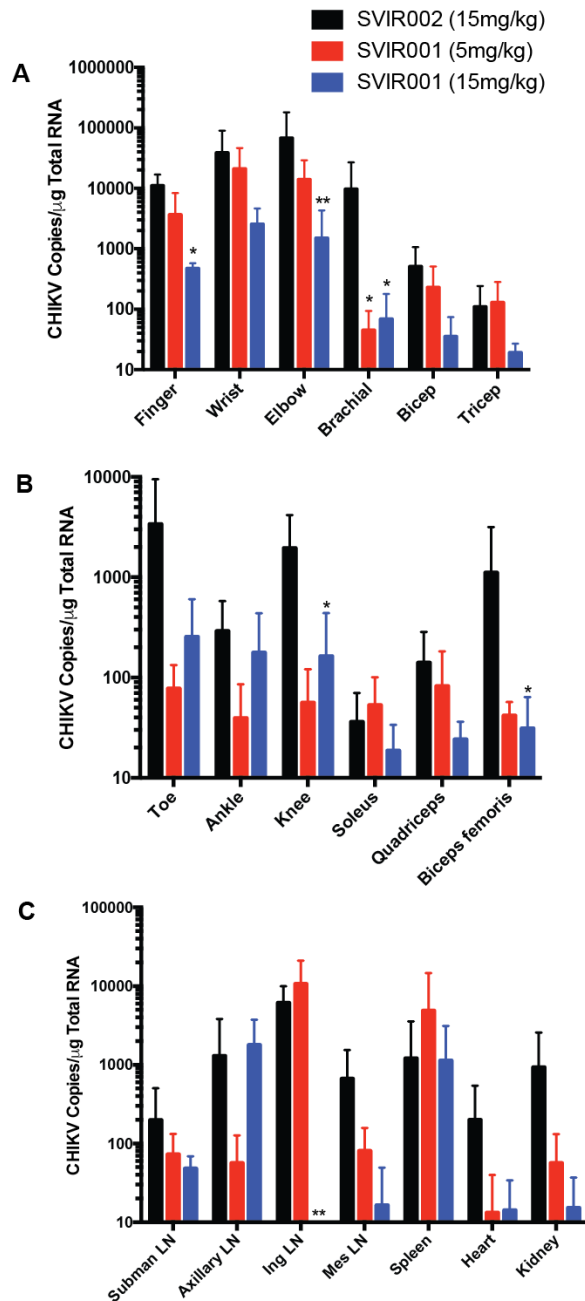 SVIR002 (15mg/kg)
SVIR001 (5mg/kg)
SVIR001 (15mg/kg)
A
CHIKV Copies/μg Total RNA
1000000
100000
10000
1000
100
10
*
**
*
*
Finger
Wrist
Elbow
Brachial
Bicep
Tricep
B
CHIKV Copies/μg Total RNA
10000
1000
100
10
*
*
Toe
Ankle
Knee
Soleus
Quadriceps
Biceps femoris
C
CHIKV Copies/μg Total RNA
100000
10000
1000
100
10
**
Subman LN
Axillary LN
Ing LN
Mes LN
Spleen
Heart
Kidney